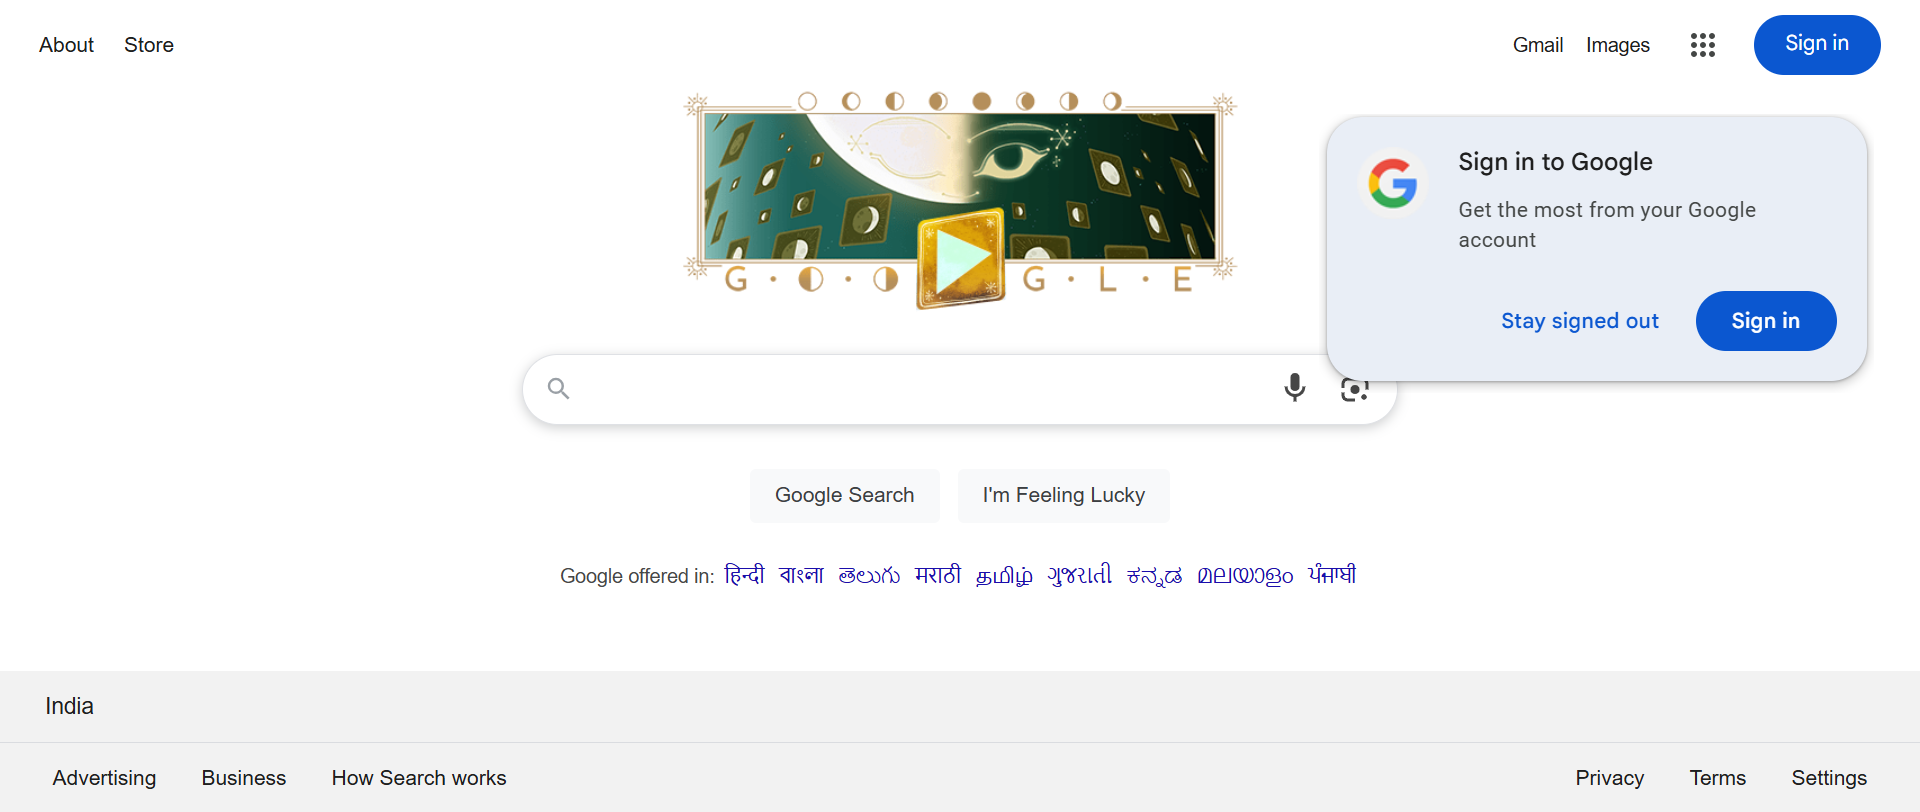 About Store
Gmail Images Sign in
Sign in to Google
Get the most from your Google
account
Stay signed out Sign in
G · O · O G · L · E
Google Search I'm Feeling Lucky
Google offered in: हिन्दी বাংলা తెలుగు मराठी தமிழ் ગુજરાતી ಕನ್ನಡ മലയാളം ਪੰਜਾਬੀ
India
Advertising Business How Search works
Privacy Terms Settings